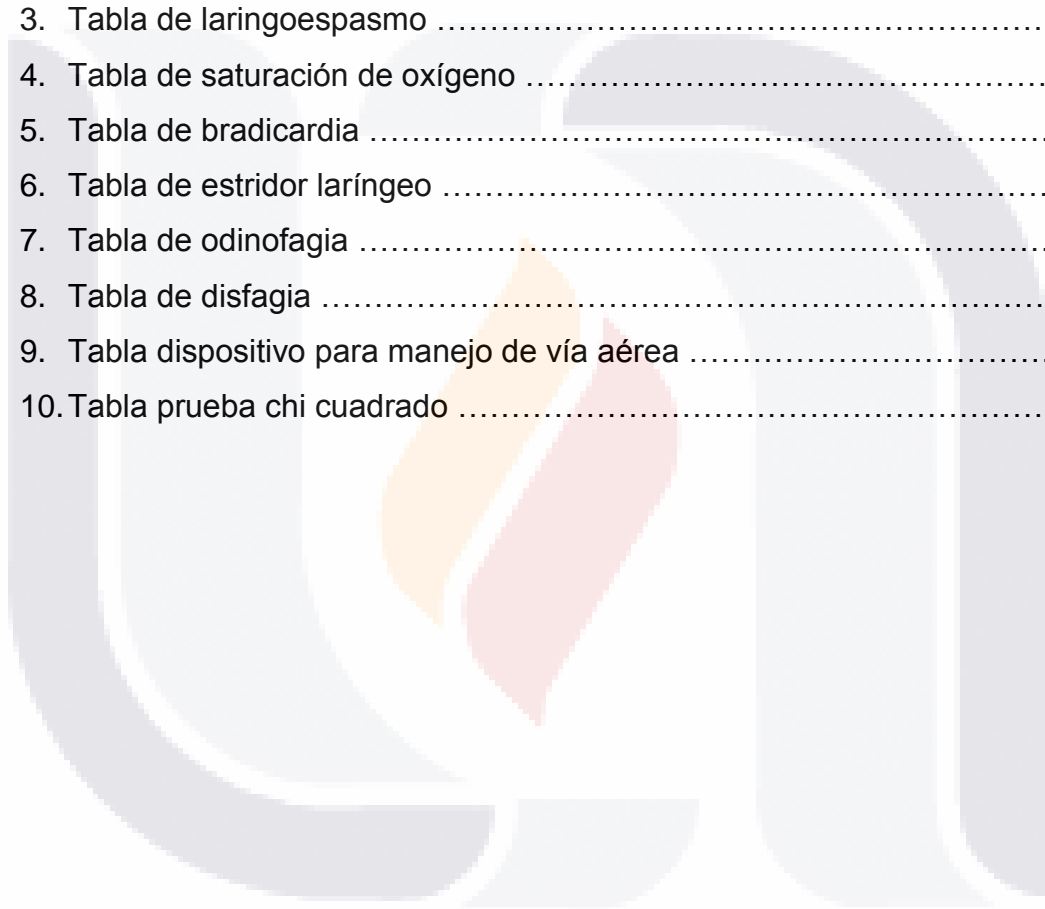 3. Tabla de laringoespasmo ……………………………………………………………
4. Tabla de saturación de oxígeno …………………………………………………
5. Tabla de bradicardia ………………………………………………………………
6. Tabla de estridor laríngeo …………………………………………………………
7. Tabla de odinofagia …………………………………………………………………
8. Tabla de disfagia ……………………………………………………………………
9. Tabla dispositivo para manejo de vía aérea …………………………………
10. Tabla prueba chi cuadrado ………………………………………………………